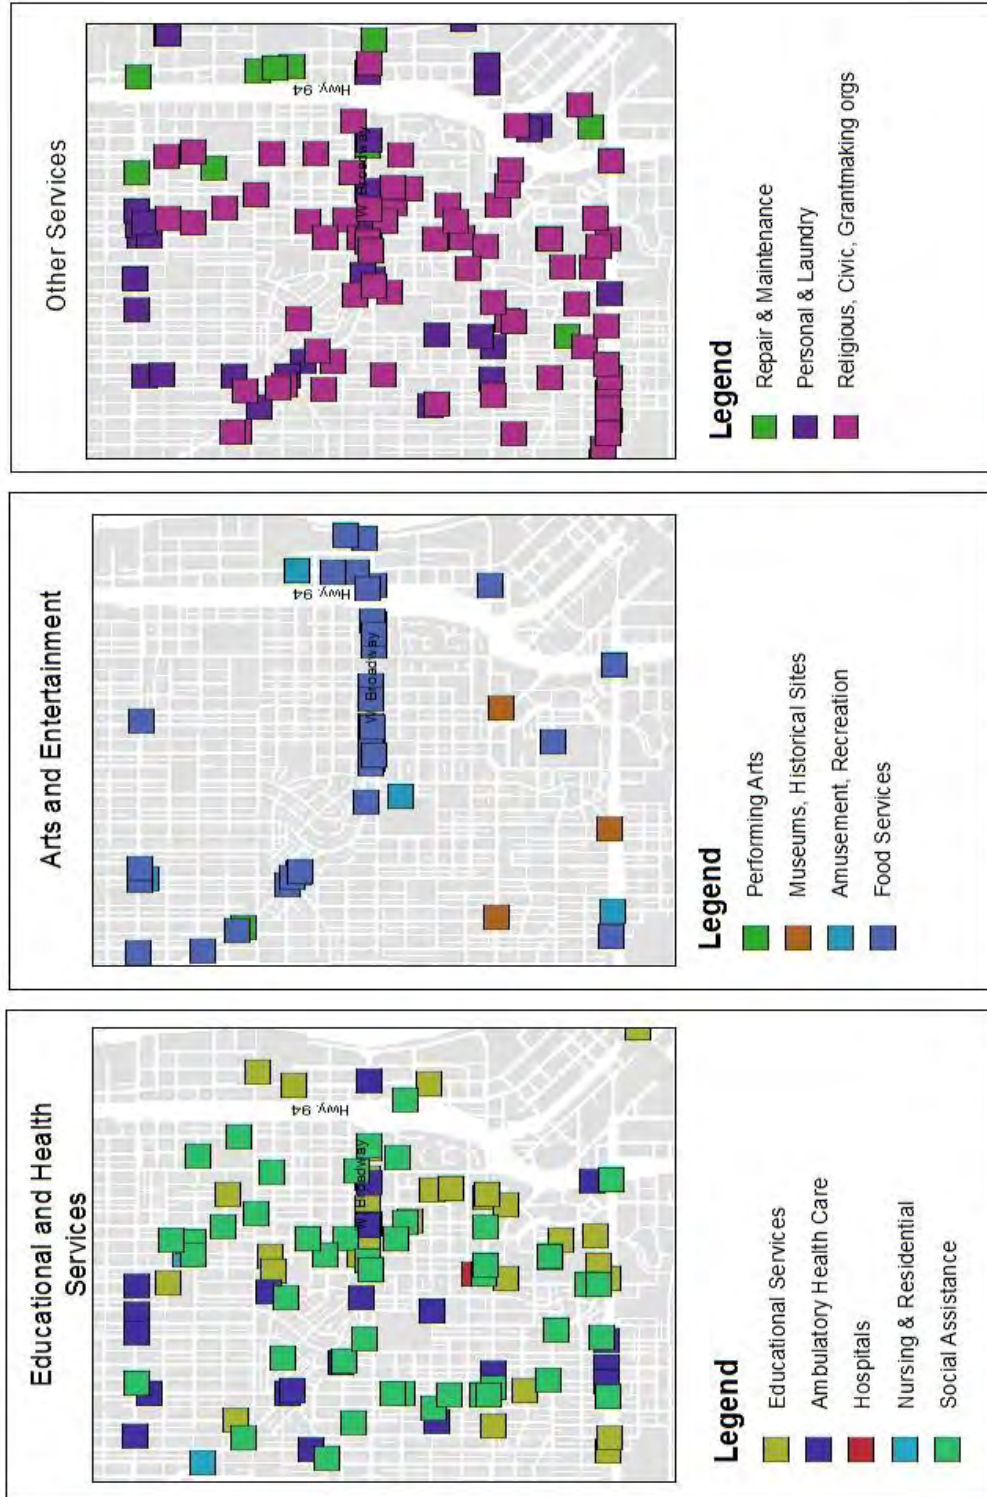 Educational and Health
Services
Hwy. 94
W. Broadway
Legend
Educational Services
Ambulatory Health Care
Hospitals
Nursing & Residential
Social Assistance
Arts and Entertainment
Hwy. 94
W. Broadway
Legend
Performing Arts
Museums, Historical Sites
Amusement, Recreation
Food Services
Other Services
Hwy. 94
W. Broadway
Legend
Repair & Maintenance
Personal & Laundry
Religious, Civic, Grantmaking orgs